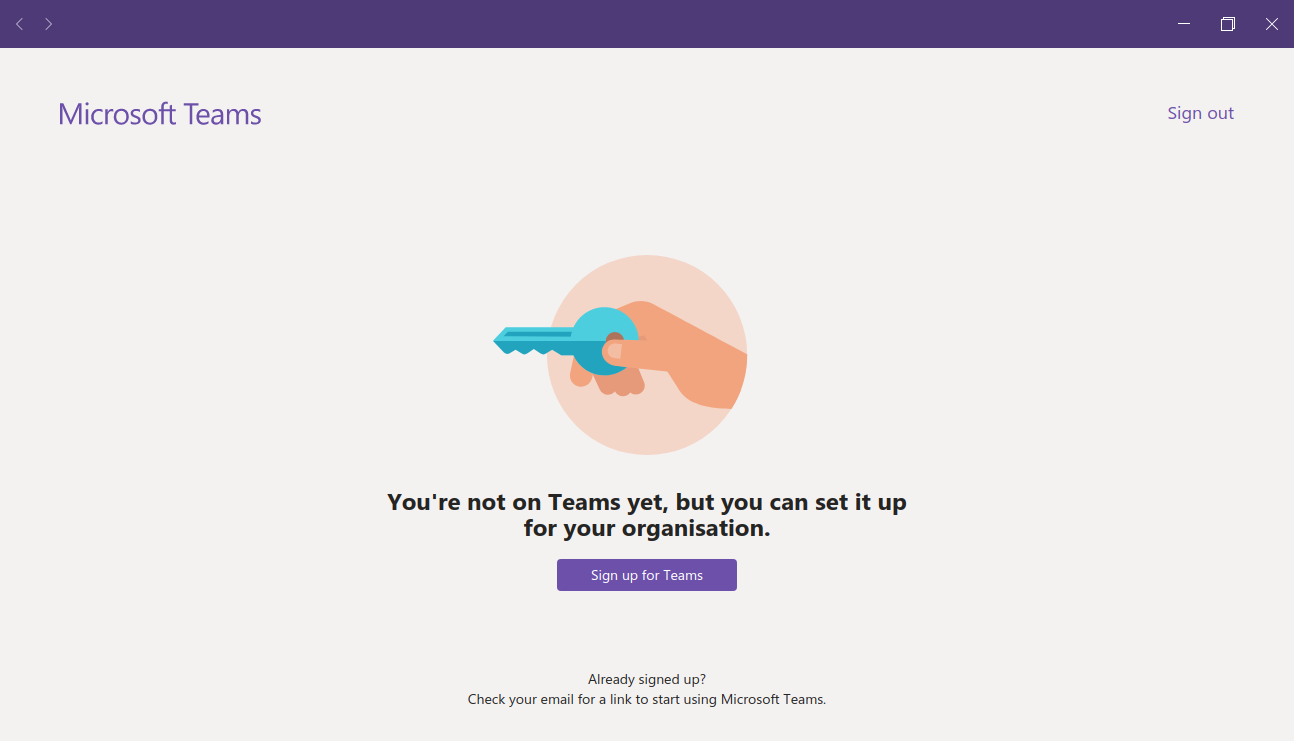 Microsoft Teams
Sign out
You're not on Teams yet, but you can set it up
for your organisation.
Sign up for Teams
Already signed up?
Check your email for a link to start using Microsoft Teams.